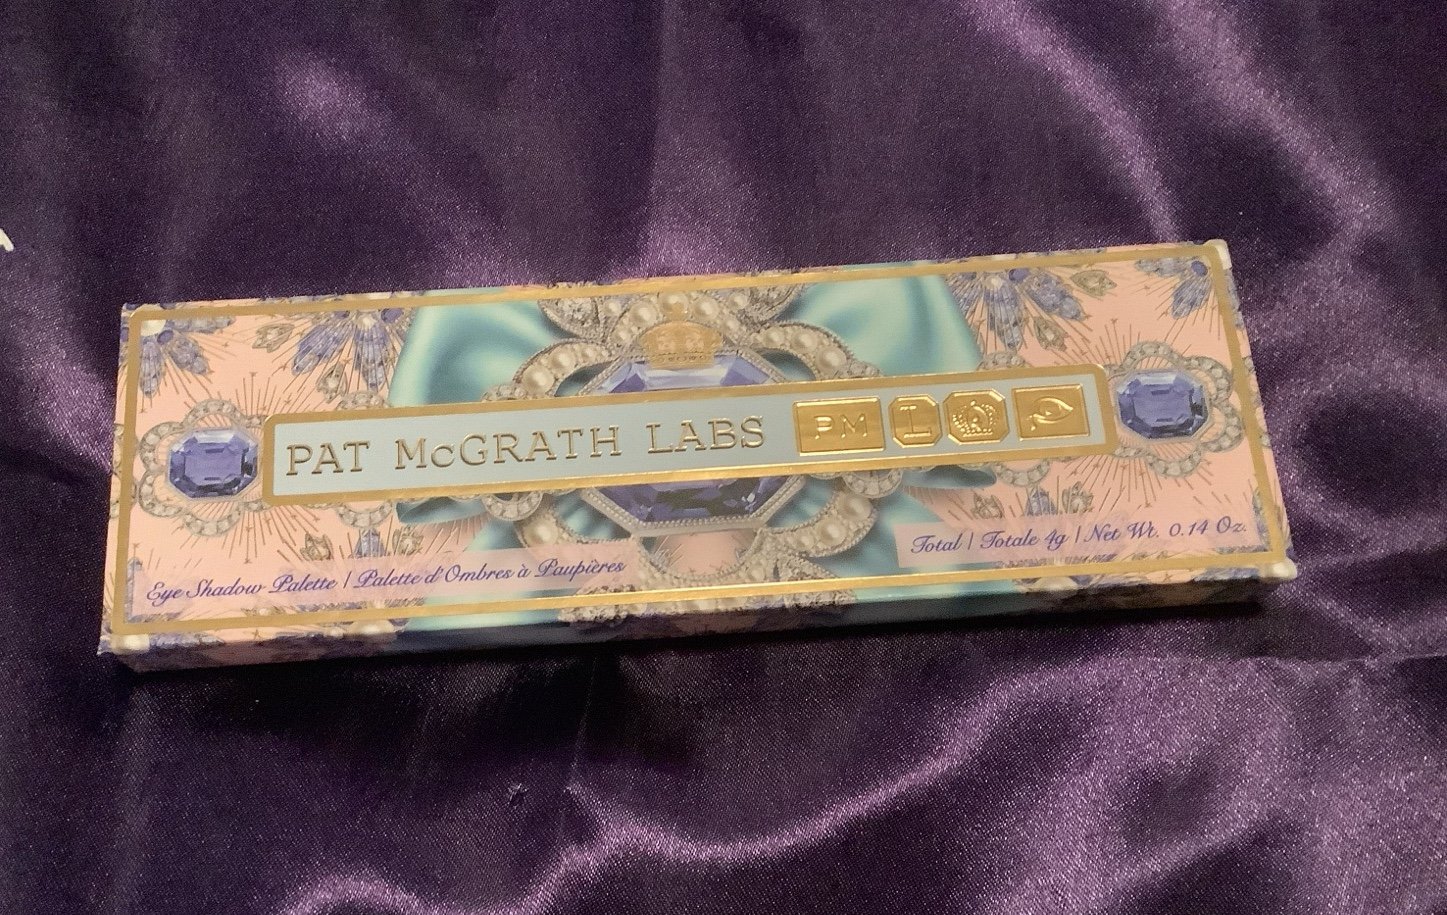 PAT McGRATH LABS PM L
Eye Shadow Palette | Palette d'Ombres à Paupières
Total | Totale 4g | Net Wt. 0.14 Oz.